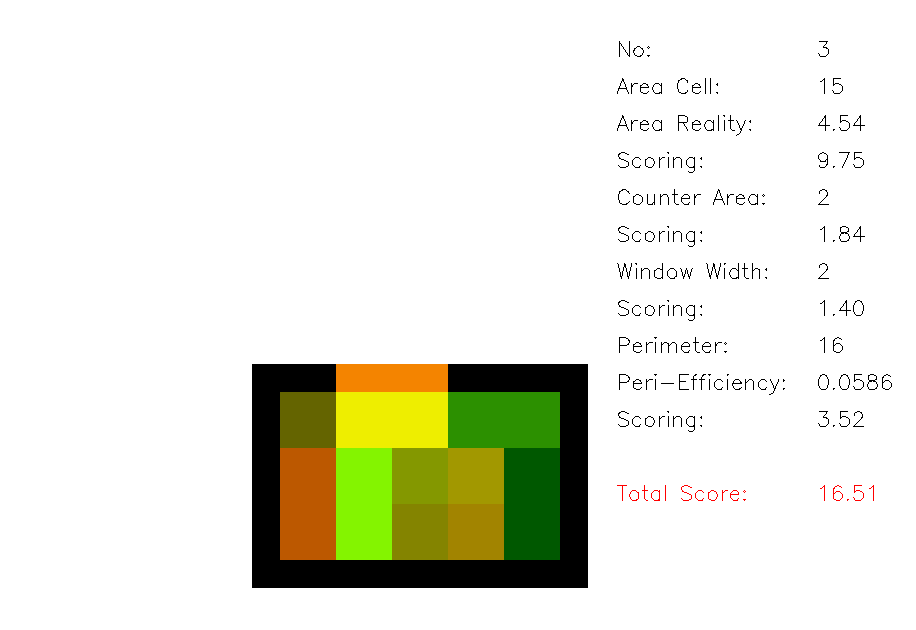 No: 3
Area Cell: 15
Area Reality: 4.54
Scoring: 9.75
Counter Area: 2
Scoring: 1.84
Window Width: 2
Scoring: 1.40
Perimeter: 16
Peri-Efficiency: 0.0586
Scoring: 3.52
Total Score: 16.51